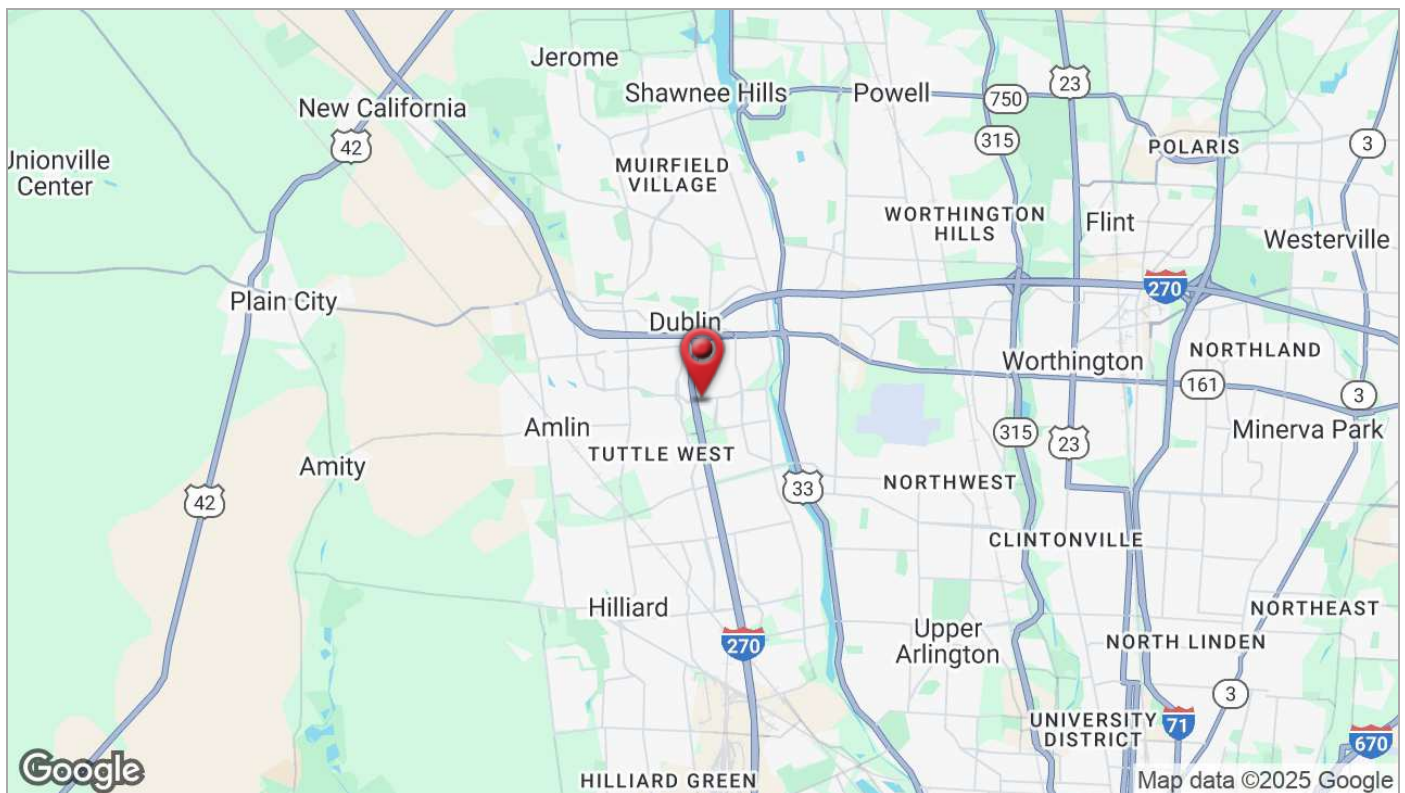 Jerome
Shawnee Hills
Powell
750
23
New California
42
315
POLARIS
3
Unionville
Center
MUIRFIELD
VILLAGE
WORTHINGTON
HILLS
Flint
Westerville
270
Plain City
Dublin
Worthington
NORTHLAND
161
3
Amlin
TUTTLE WEST
315
23
Minerva Park
Amity
42
33
NORTHWEST
CLINTONVILLE
Hilliard
270
Upper
Arlington
NORTHEAST
NORTH LINDEN
3
UNIVERSITY
DISTRICT
71
670
HILLIARD GREEN
Google
Map data ©2025 Google